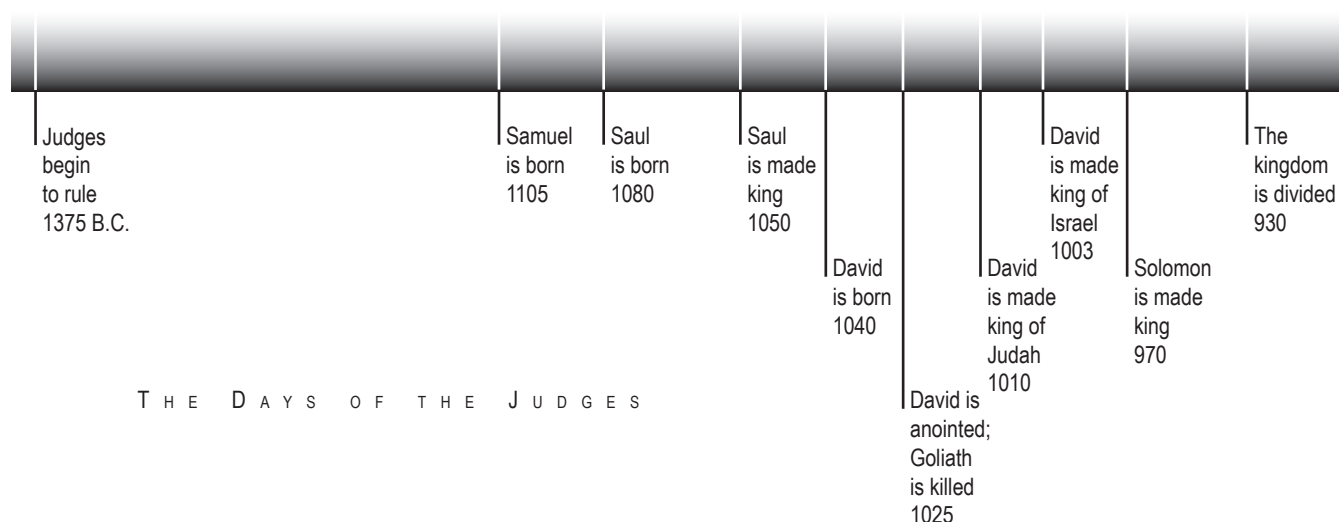 Judges
begin
to rule
1375 B.C.
Samuel
is born
1105
Saul
is born
1080
Saul
is made
king
1050
David
is born
1040
David is
anointed;
Goliath
is killed
1025
David
is made
king of
Judah
1010
David
is made
king of
Israel
1003
Solomon
is made
king
970
The
kingdom
is divided
930
THE DAYS OF THE JUDGES